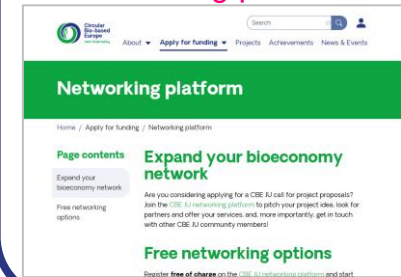 Circular
Bio-based
Europe
Search
About Apply for funding Projects Achievements News & Events
Networking platform
Home / Apply for funding / Networking platform
Page contents
Expand your
bioeconomy network
Free networking
options
Expand your bioeconomy
network
Are you considering applying for a CBE JU call for project proposals?
Join the CBE JU networking platform to pitch your project idea, look for
partners and offer your services, and, more importantly, get in touch
with other CBE JU community members!
Free networking options
Register free of charge on the CBE JU networking platform and start